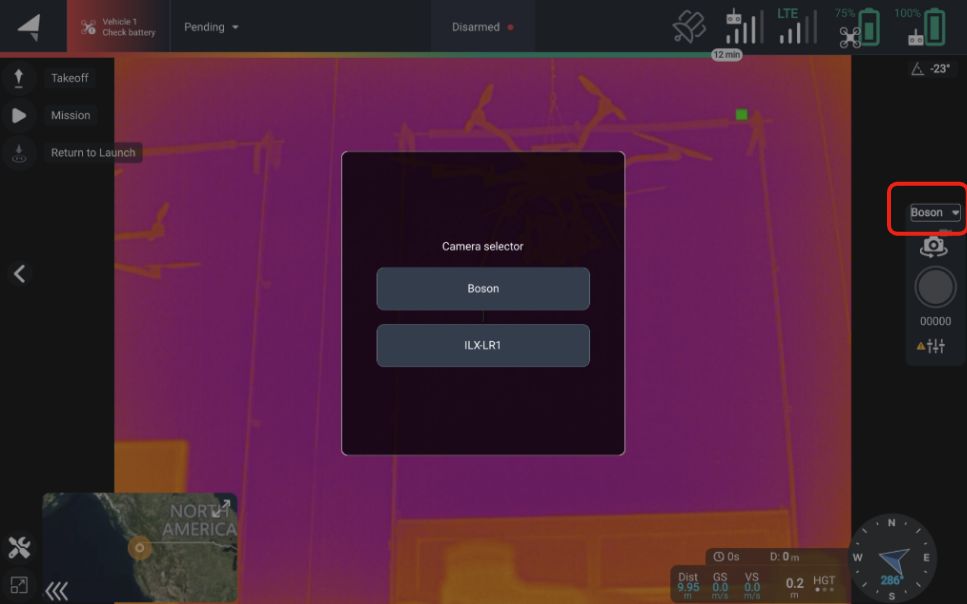 Vehicle 1
Check battery
Pending
Disarmed
12 min
LTE
75%
100%
-23°
Takeoff
Mission
Return to Launch
Camera selector
Boson
ILX-LR1
Boson
00000
NORTH
AMERICA
0s
D: 0 m
Dist
9.95
m
GS
0.0
m/s
VS
0.0
m/s
0.2
m
HGT
N
W
E
S
286°